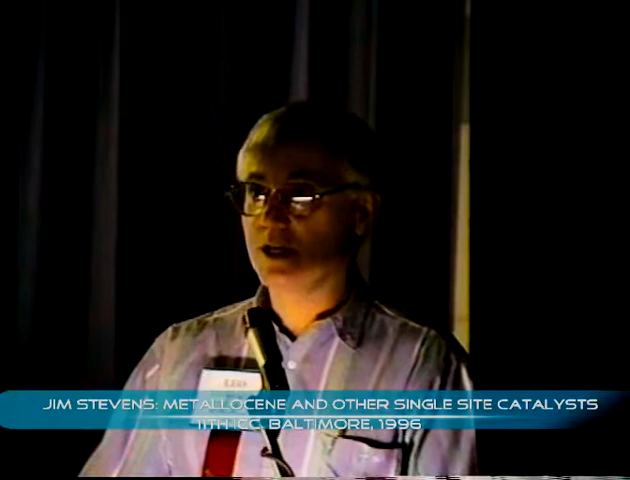 JIM STEVENS: METALLOCENE AND OTHER SINGLE SITE CATALYSTS
11TH ICC, BALTIMORE, 1996